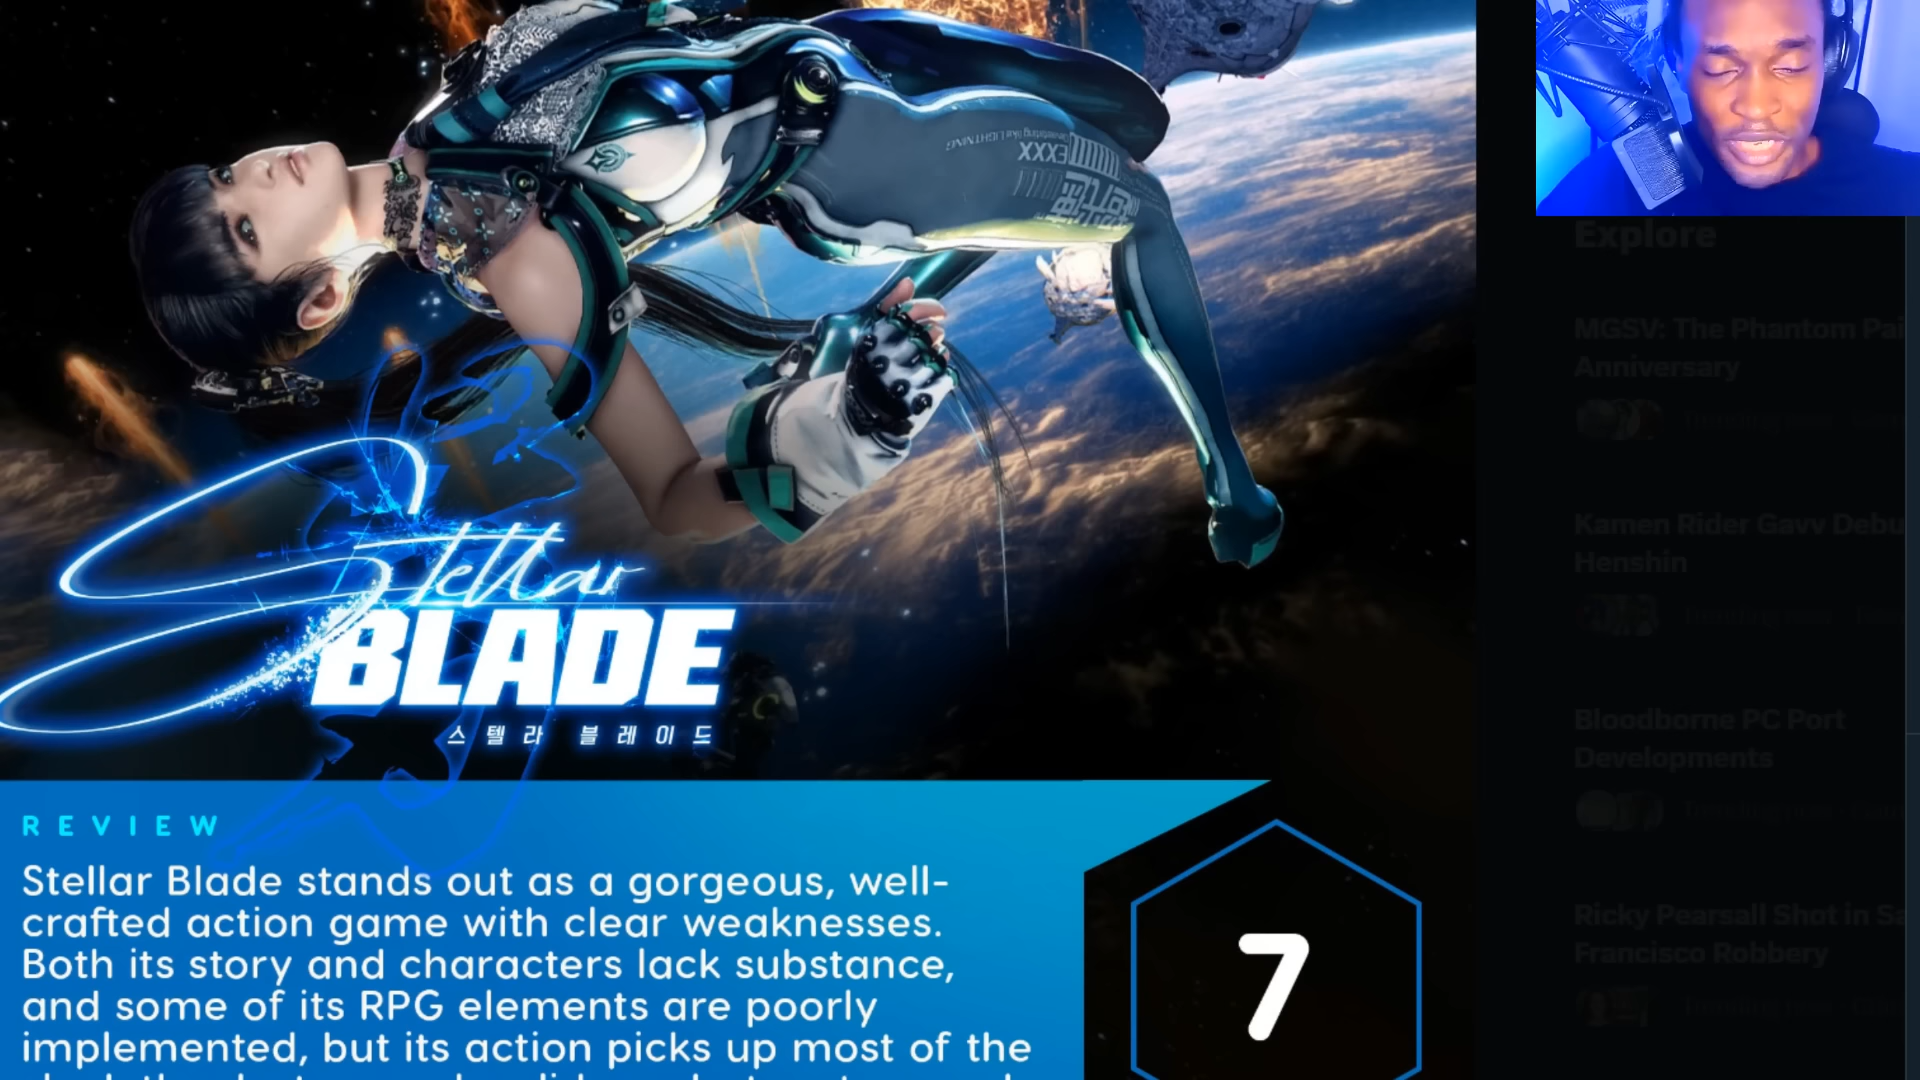 Stellar
BLADE
스텔라 블레이드
REVIEW
Stellar Blade stands out as a gorgeous, well-
crafted action game with clear weaknesses.
Both its story and characters lack substance,
and some of its RPG elements are poorly
implemented, but its action picks up most of the
7
Explore
MGSV: The Phantom Pai
Anniversary
Kamen Rider Gavv Debu
Henshin
Bloodborne PC Port
Developments
Ricky Pearsall Shot in Sa
Francisco Robbery